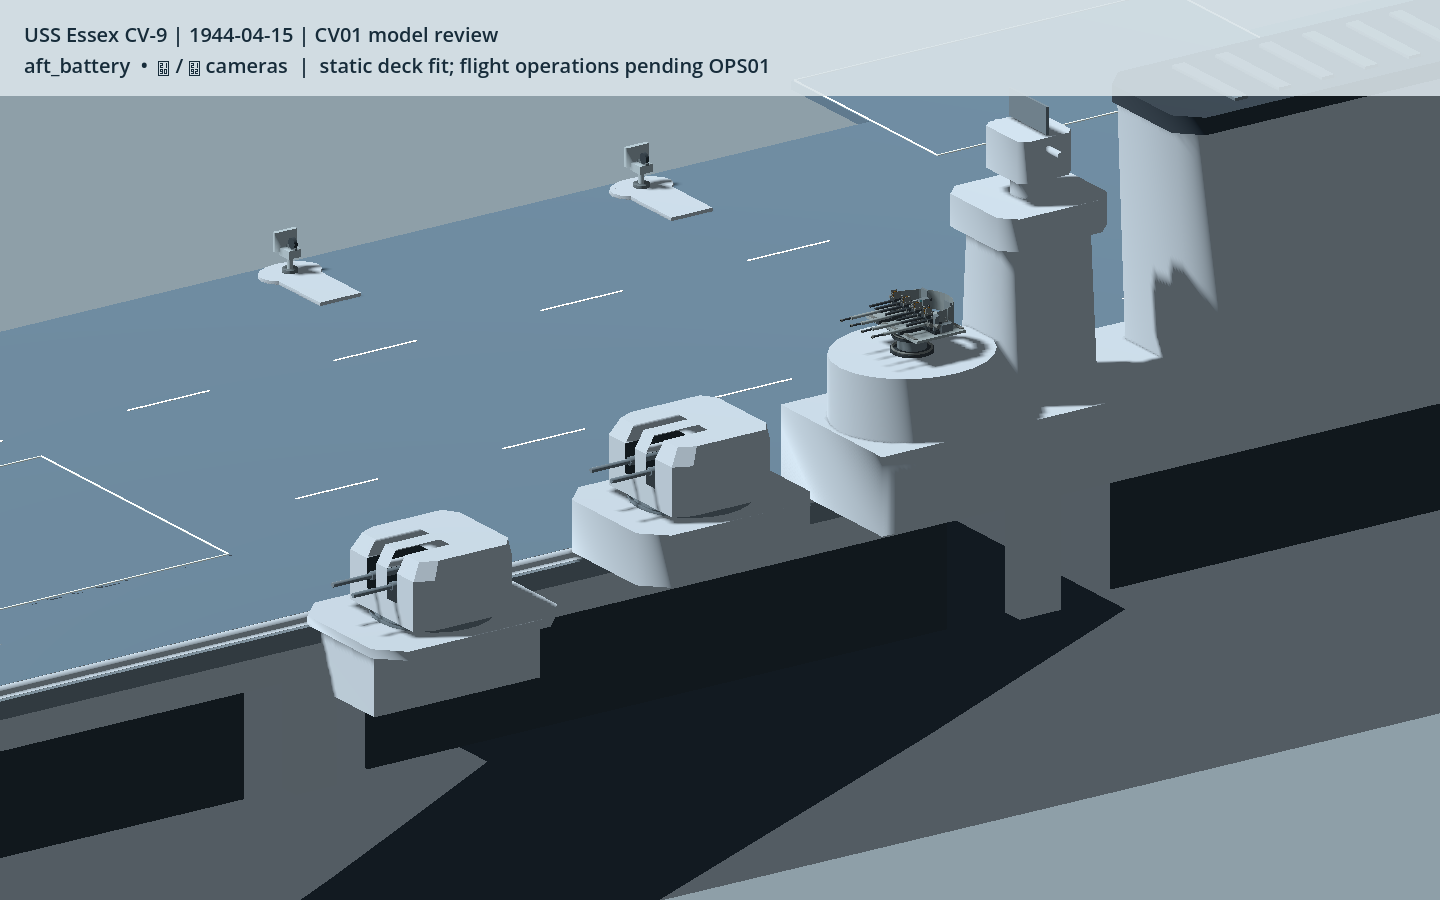 USS Essex CV-9 | 1944-04-15 | CV01 model review
aft_battery • / cameras | static deck fit; flight operations pending OPS01